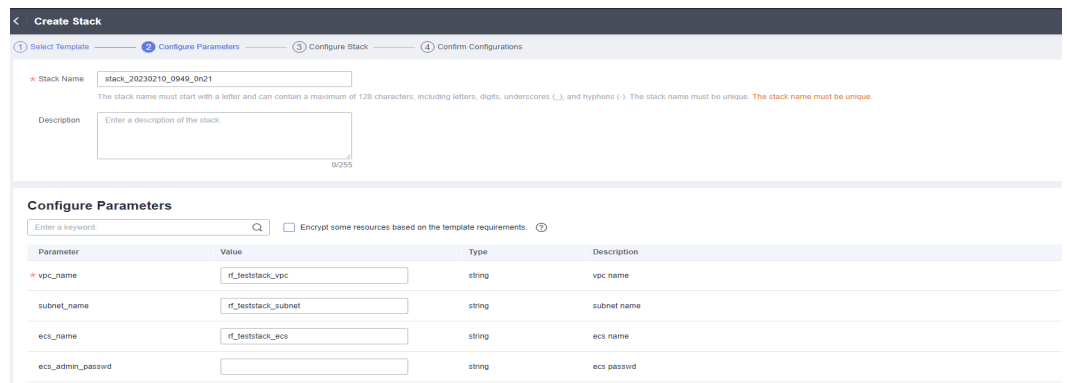 < Create Stack
1 Select Template 2 Configure Parameters 3 Configure Stack 4 Confirm Configurations
* Stack Name stack_20230210_0949_0n21
The stack name must start with a letter and can contain a maximum of 128 characters, including letters, digits, underscores (_), and hyphens (-). The stack name must be unique. The stack name must be unique.
Description Enter a description of the stack.
0/255
Configure Parameters
Enter a keyword. Encrypt some resources based on the template requirements. ?
Parameter Value Type Description
* vpc_name rf_teststack_vpc string vpc name
subnet_name rf_teststack_subnet string subnet name
ecs_name rf_teststack_ecs string ecs name
ecs_admin_passwd string ecs passwd